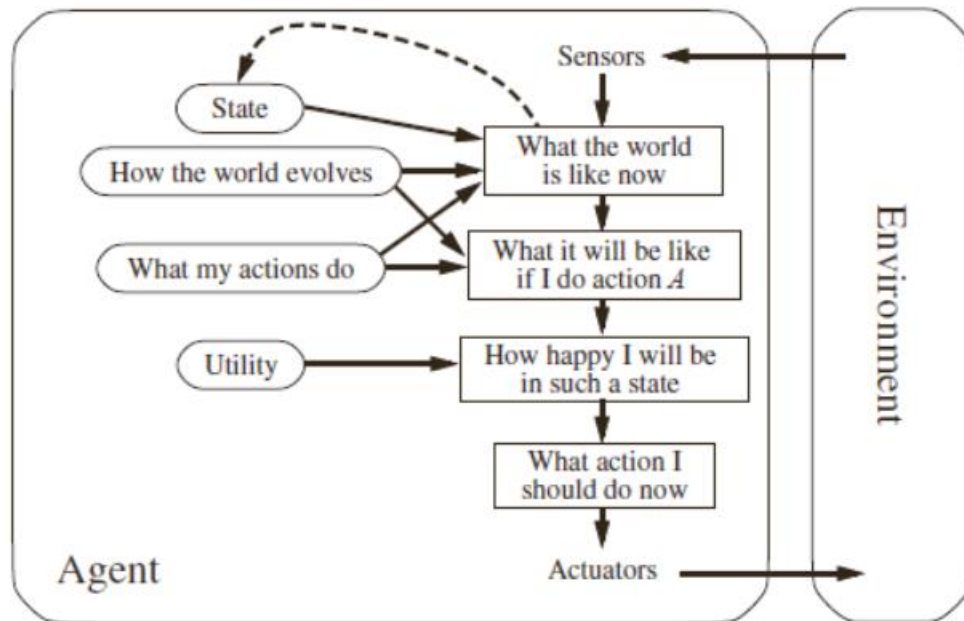 Sensors
State
What the world
is like now
How the world evolves
What it will be like
if I do action A
What my actions do
How happy I will be
in such a state
Utility
What action I
should do now
Agent
Actuators
Environment